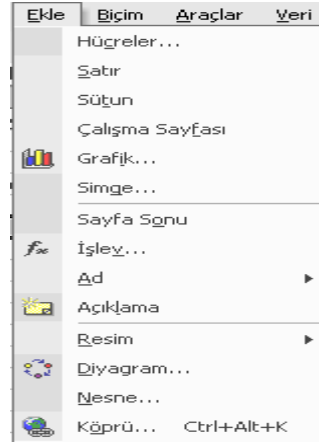 Ekle Biçim Araçlar Veri
Hücreler...
Satır
Sütun
Çalışma Sayfası
Grafik...
Simge...
Sayfa Sonu
İşlev...
Ad
Açıklama
Resim
Diyagram...
Nesne...
Köprü... Ctrl+Alt+K